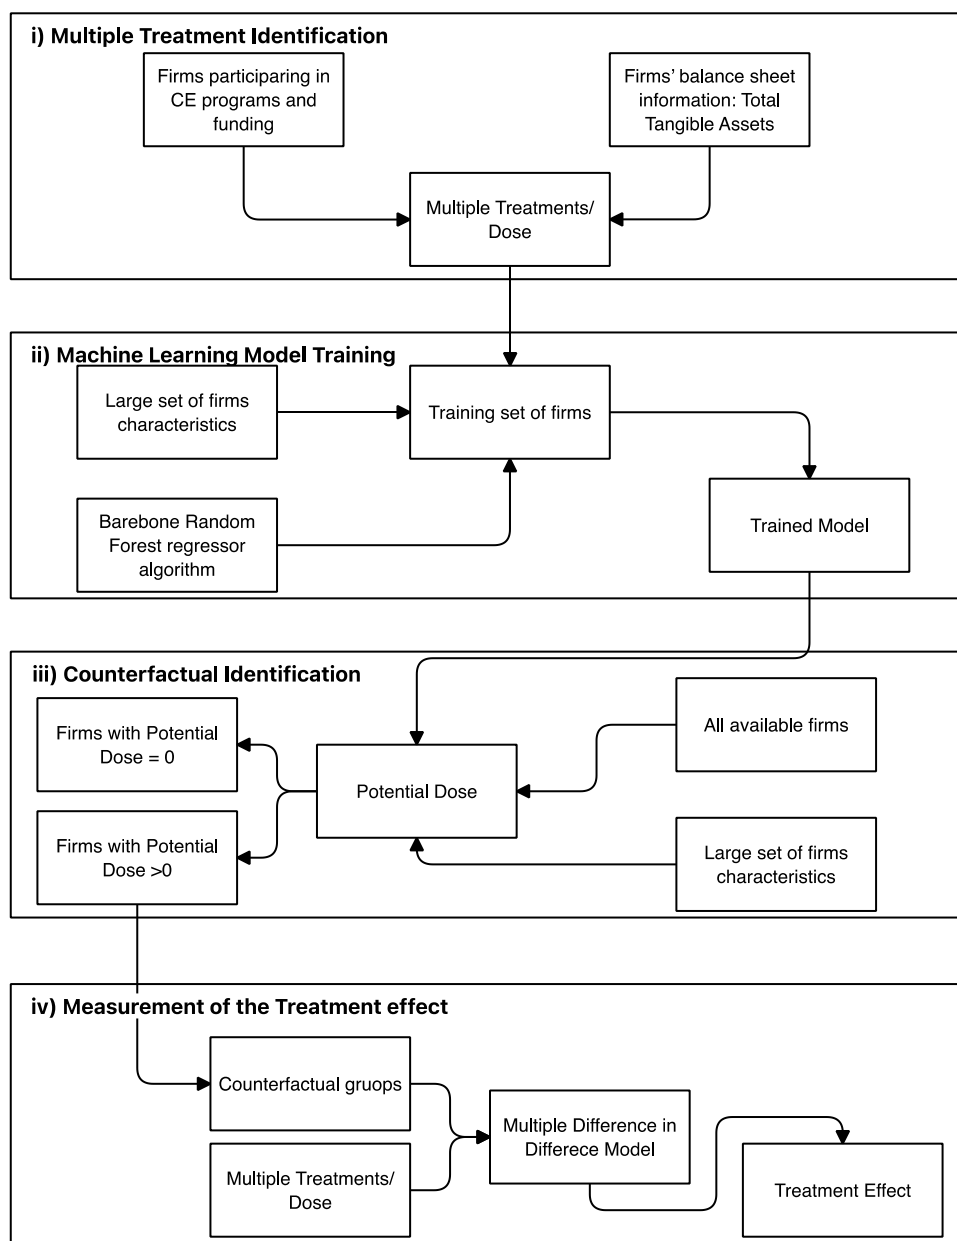 i) Multiple Treatment Identification
Firms participaring in
CE programs and
funding
Firms' balance sheet
information: Total
Tangible Assets
Multiple Treatments/
Dose
ii) Machine Learning Model Training
Large set of firms
characteristics
Training set of firms
Barebone Random
Forest regressor
algorithm
Trained Model
iii) Counterfactual Identification
Firms with Potential
Dose = 0
All available firms
Potential Dose
Firms with Potential
Dose >0
Large set of firms
characteristics
iv) Measurement of the Treatment effect
Counterfactual gruops
Multiple Difference in
Differece Model
Multiple Treatments/
Dose
Treatment Effect